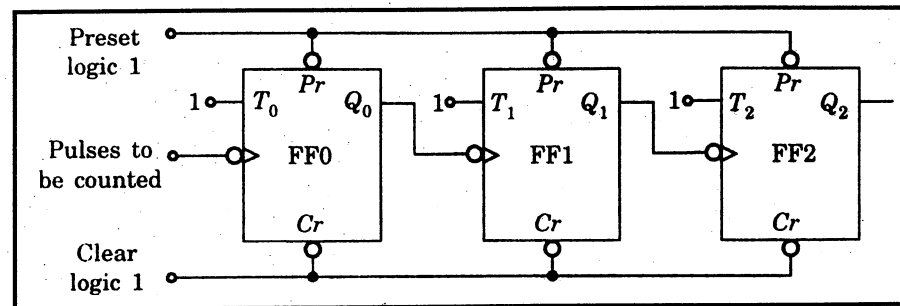 Preset
logic 1
Pr Pr Pr
1 T0 Q0 1 T1 Q1 1 T2 Q2
Pulses to
be counted
FF0 FF1 FF2
Cr Cr Cr
Clear
logic 1